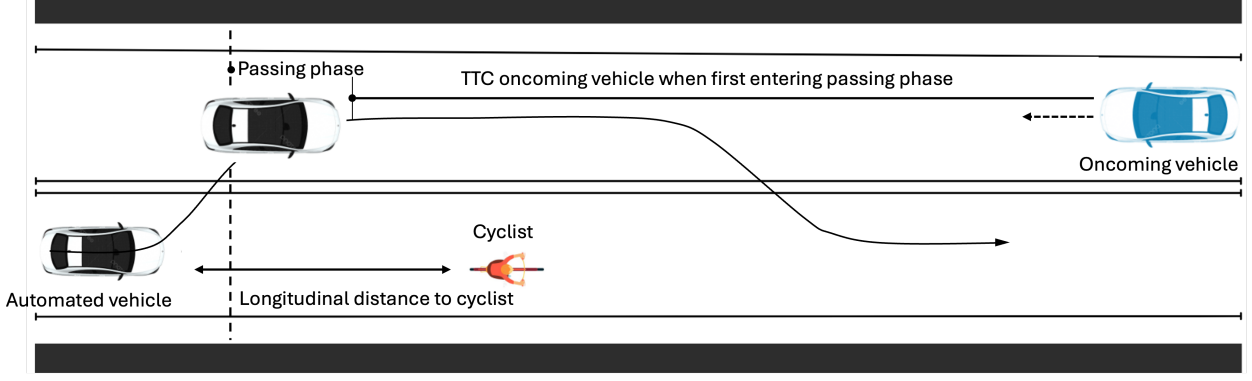 Passing phase
TTC oncoming vehicle when first entering passing phase
Oncoming vehicle
Cyclist
Automated vehicle
Longitudinal distance to cyclist